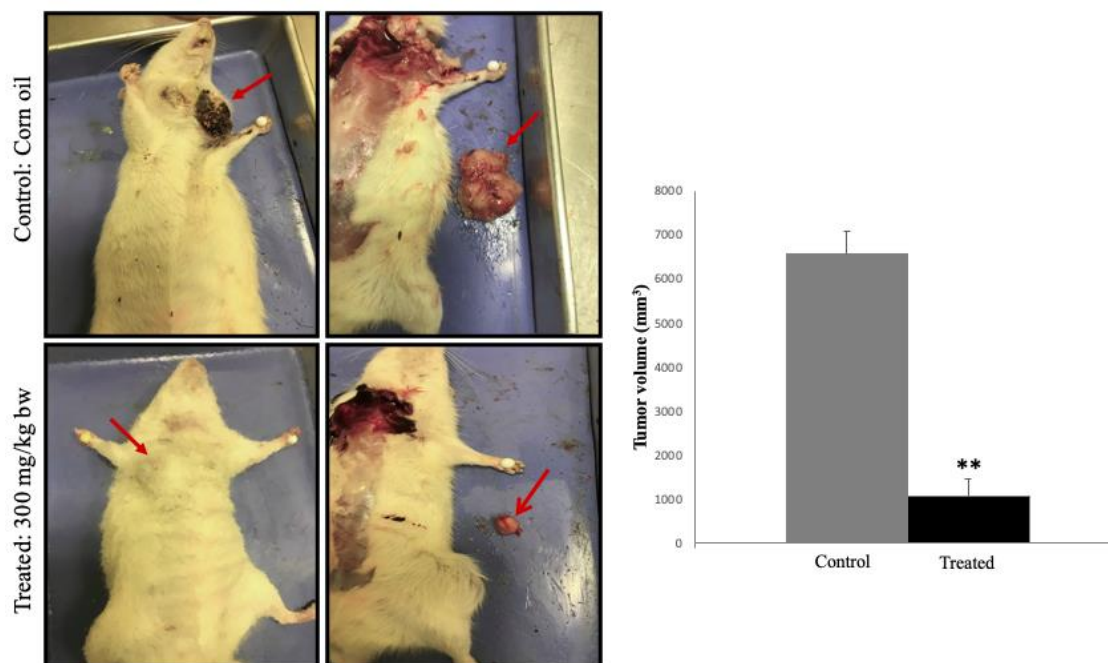 Control: Corn oil
Treated: 300 mg/kg bw
8000
7000
6000
5000
4000
3000
2000
1000
0
Tumor volume (mm³)
**
Control
Treated